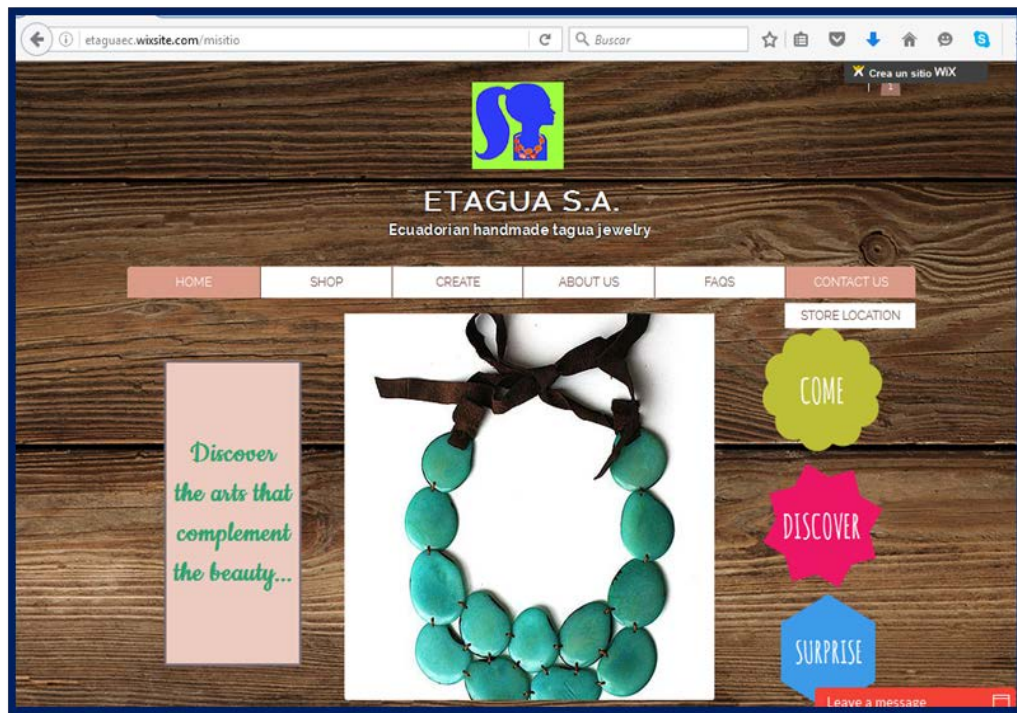 etaguaec.wixsite.com/misitio
Buscar
Crea un sitio WiX
1
ETAGUA S.A.
Ecuadorian handmade tagua jewelry
HOME SHOP CREATE ABOUT US FAQS CONTACT US
STORE LOCATION
COME
Discover
the arts that
complement
the beauty...
DISCOVER
SURPRISE
Leave a message